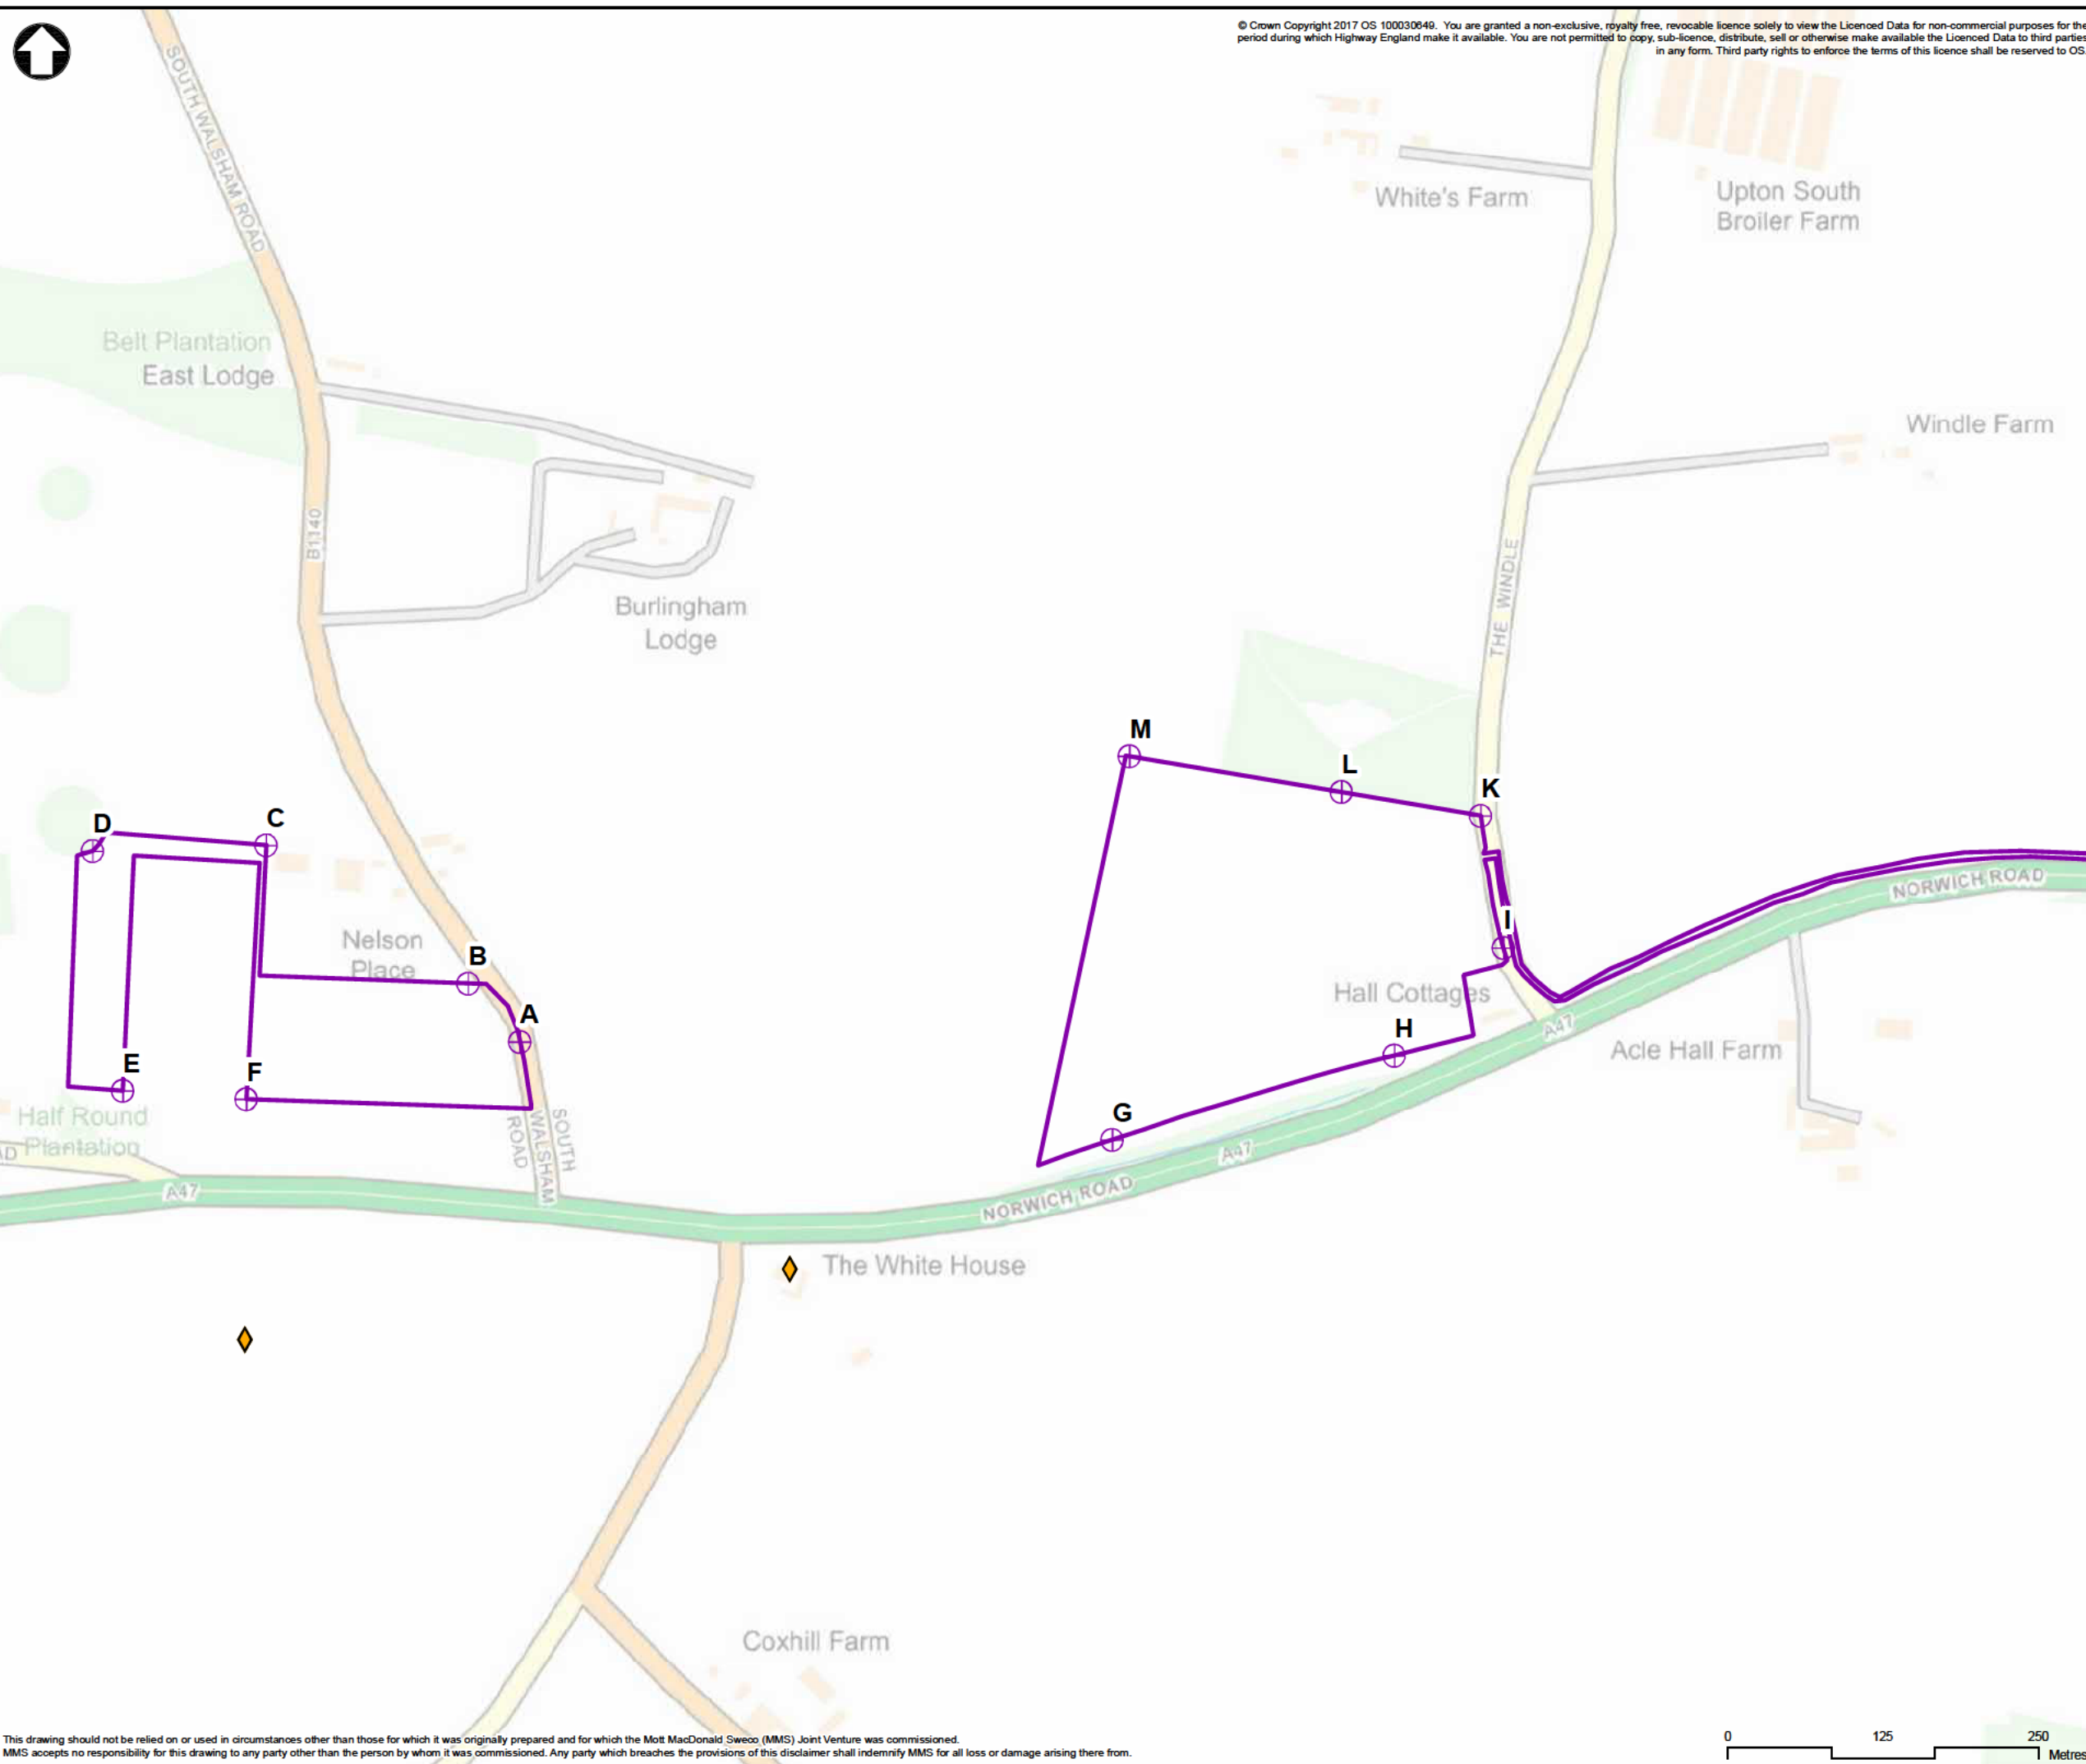 © Crown Copyright 2017 OS 100030649. You are granted a non-exclusive, royalty free, revocable licence solely to view the Licenced Data for non-commercial purposes for the
period during which Highway England make it available. You are not permitted to copy, sub-licence, distribute, sell or otherwise make available the Licenced Data to third parties
in any form. Third party rights to enforce the terms of this licence shall be reserved to OS.
SOUTH WALSHAM ROAD
White's Farm
Upton South
Broiler Farm
Belt Plantation
East Lodge
Windle Farm
B1140
THE WINDLE
Burlingham
Lodge
M
L
K
D
C
NORWICH ROAD
I
Nelson
Place
B
Hall Cottages
A
H
A47
Acle Hall Farm
E
F
G
Half Round
Plantation
AD
SOUTH
WALSHAM
ROAD
A47
A47
NORWICH ROAD
The White House
Coxhill Farm
0 125 250
Metres
This drawing should not be relied on or used in circumstances other than those for which it was originally prepared and for which the Mott MacDonald Sweco (MMS) Joint Venture was commissioned.
MMS accepts no responsibility for this drawing to any party other than the person by whom it was commissioned. Any party which breaches the provisions of this disclaimer shall indemnify MMS for all loss or damage arising there from.